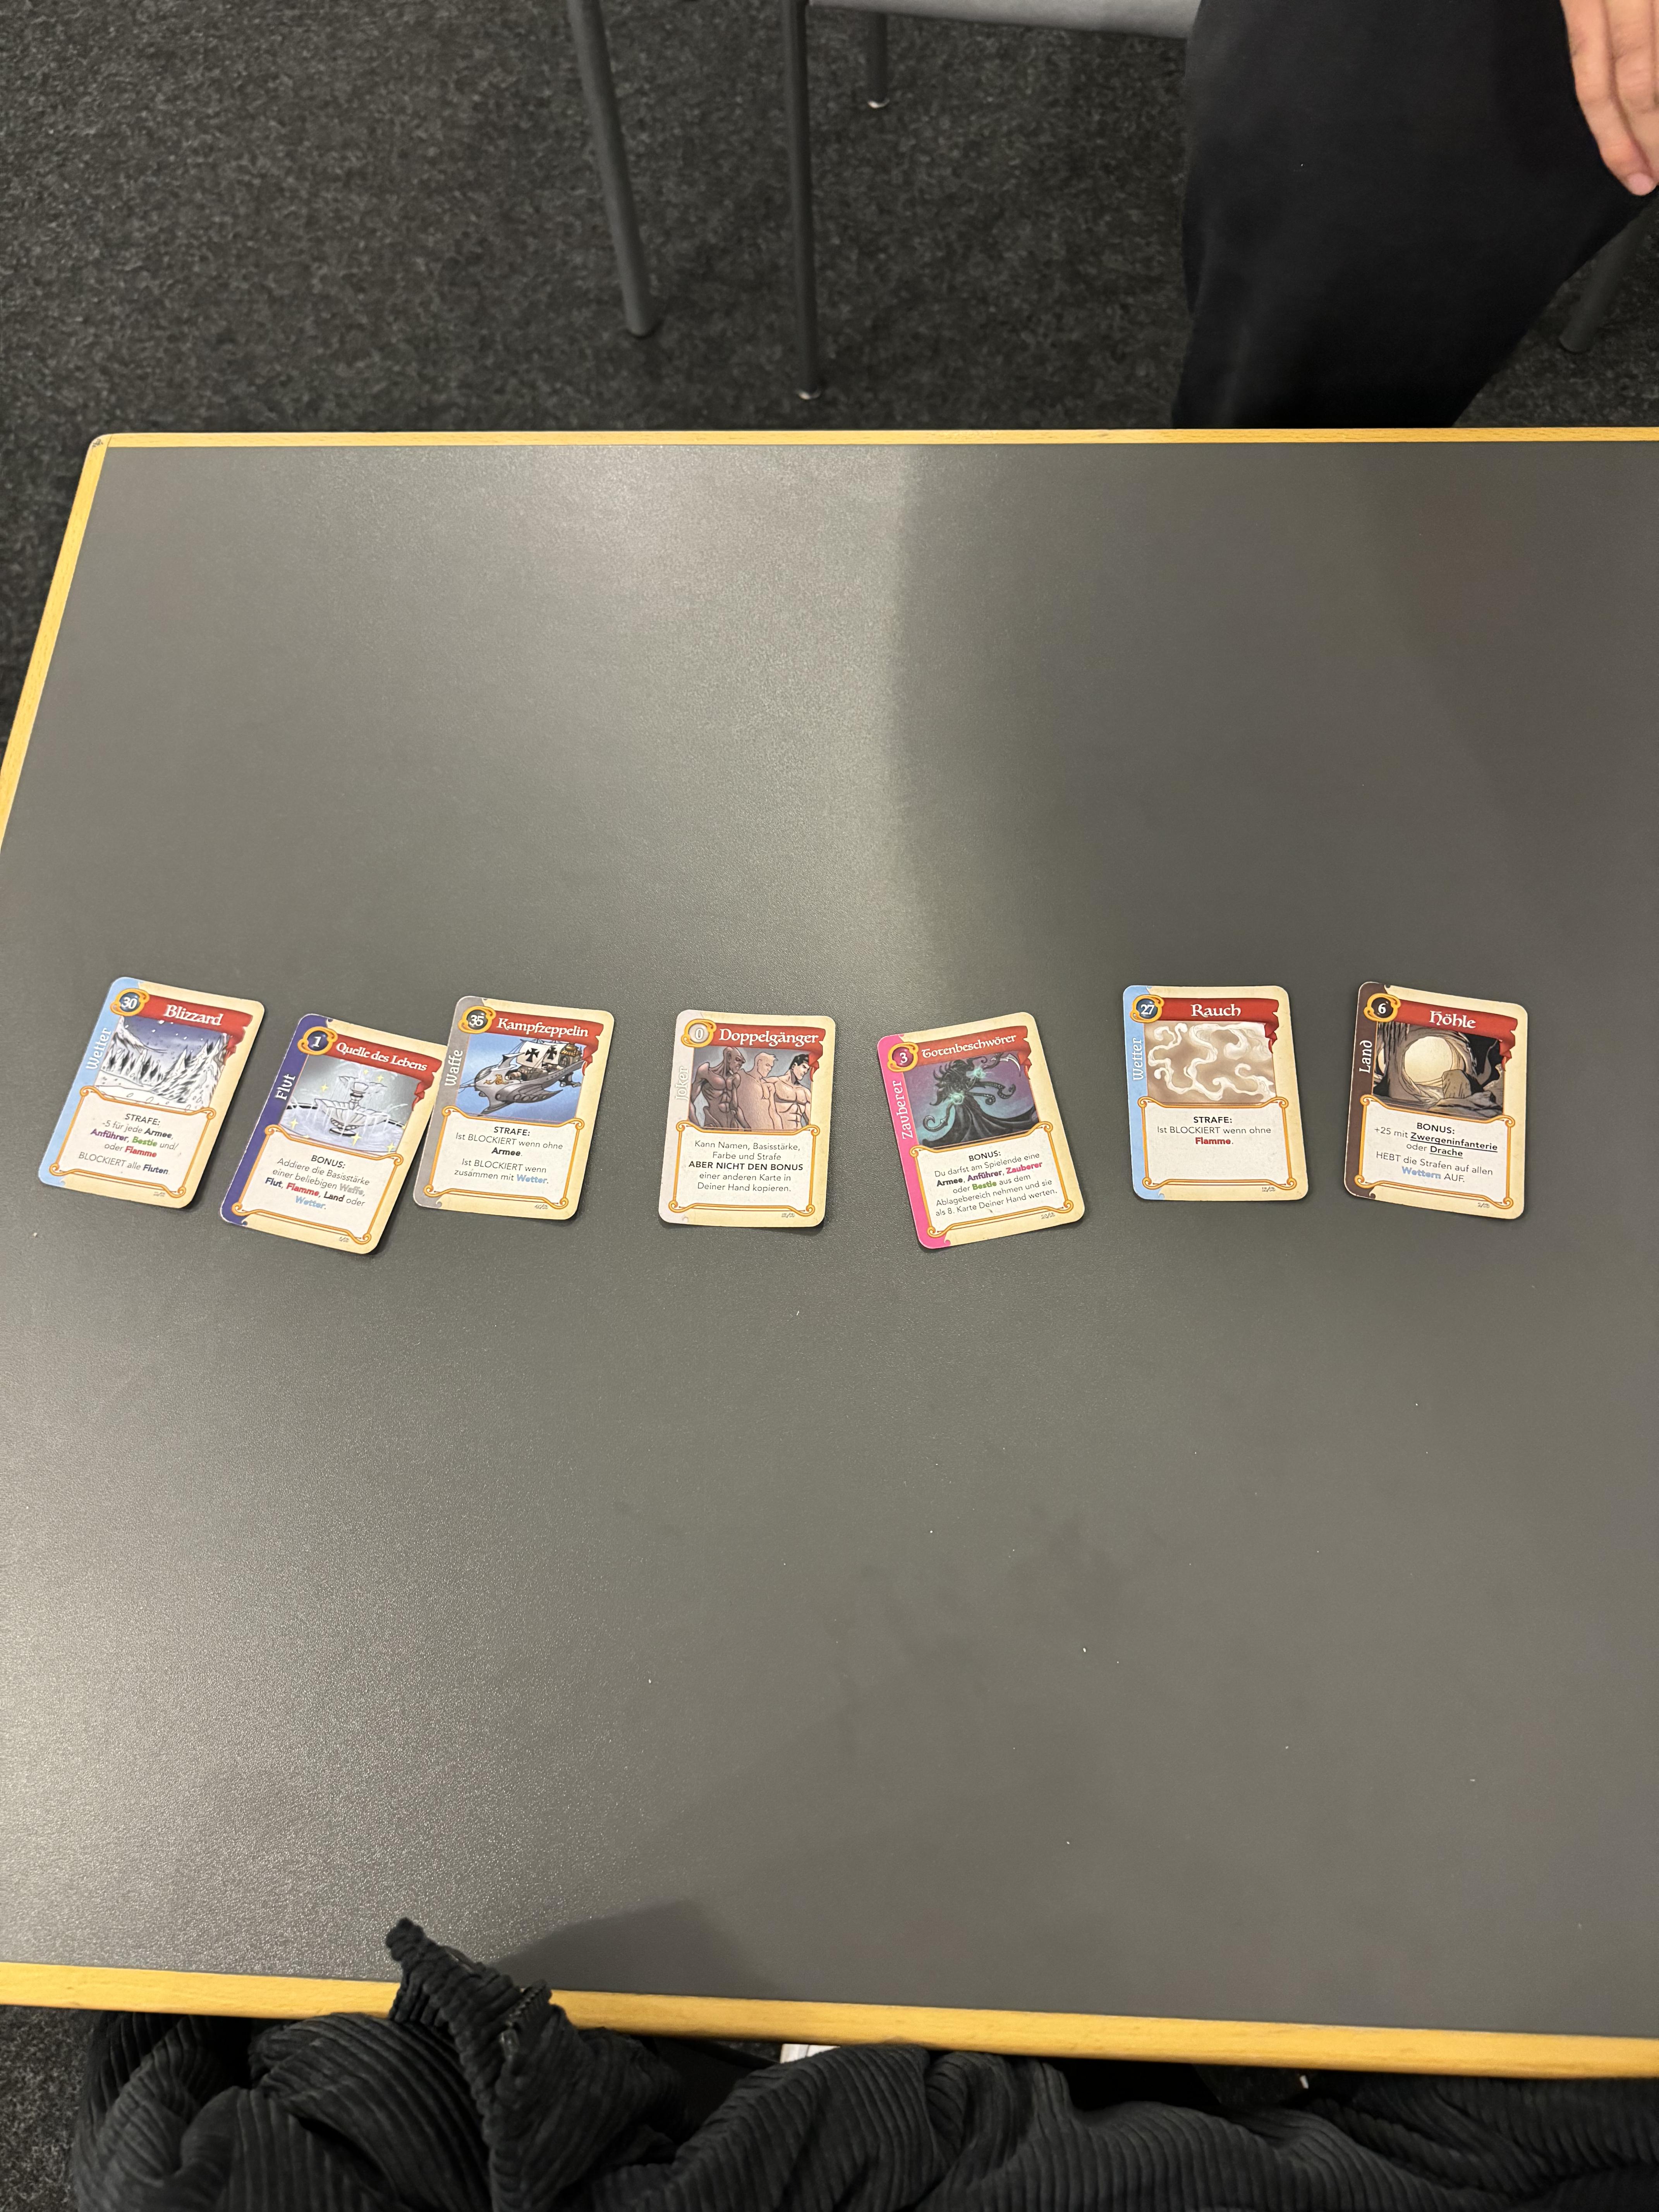 30
Blizzard
Wetter
STRAFE:
-5 für jede Armee,
Anführer, Bestie und/
oder Flamme
BLOCKIERT alle Fluten
1
Quelle des Lebens
Flut
BONUS:
Addiere die Basisstärke
einer beliebigen Waffe,
Flut, Flamme, Land oder
Wetter.
35
Kampfzeppelin
Waffe
STRAFE:
Ist BLOCKIERT wenn ohne
Armee.
Ist BLOCKIERT wenn
zusammen mit Wetter.
0
Doppelgänger
Joker
Kann Namen, Basisstärke,
Farbe und Strafe
ABER NICHT DEN BONUS
einer anderen Karte in
Deiner Hand kopieren.
3
Totenbeschwörer
Zauberer
BONUS:
Du darfst am Spielende eine
Armee, Anführer, Zauberer
oder Bestie aus dem
Ablagebereich nehmen und sie
als 8. Karte Deiner Hand werten.
27
Rauch
Wetter
STRAFE:
Ist BLOCKIERT wenn ohne
Flamme.
6
Höhle
Land
BONUS:
+25 mit Zwergeninfanterie
oder Drache
HEBT die Strafen auf allen
Wettern AUF.